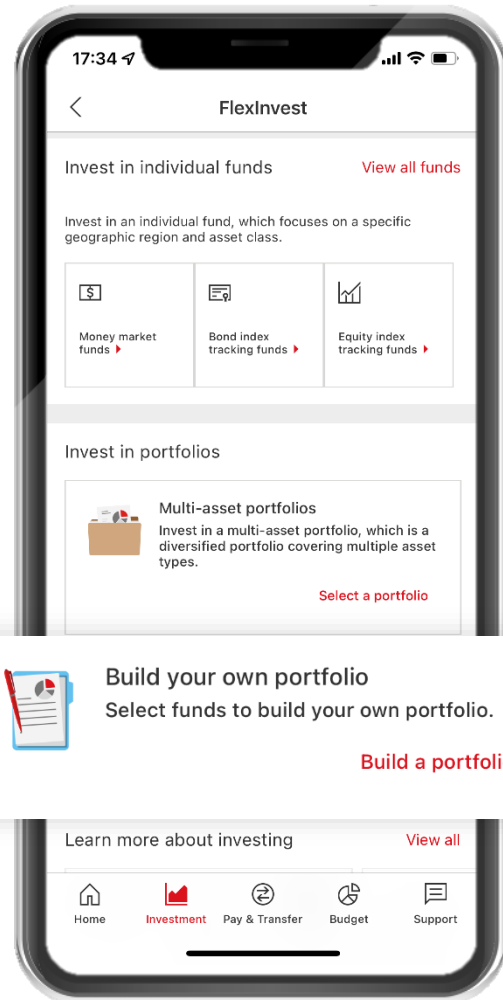 17:34
FlexInvest
Invest in individual funds
View all funds
Invest in an individual fund, which focuses on a specific
geographic region and asset class.
Money market
funds
Bond index
tracking funds
Equity index
tracking funds
Invest in portfolios
Multi-asset portfolios
Invest in a multi-asset portfolio, which is a
diversified portfolio covering multiple asset
types.
Select a portfolio
Build your own portfolio
Select funds to build your own portfolio.
Build a portfoli
Learn more about investing
View all
Home
Investment
Pay & Transfer
Budget
Support